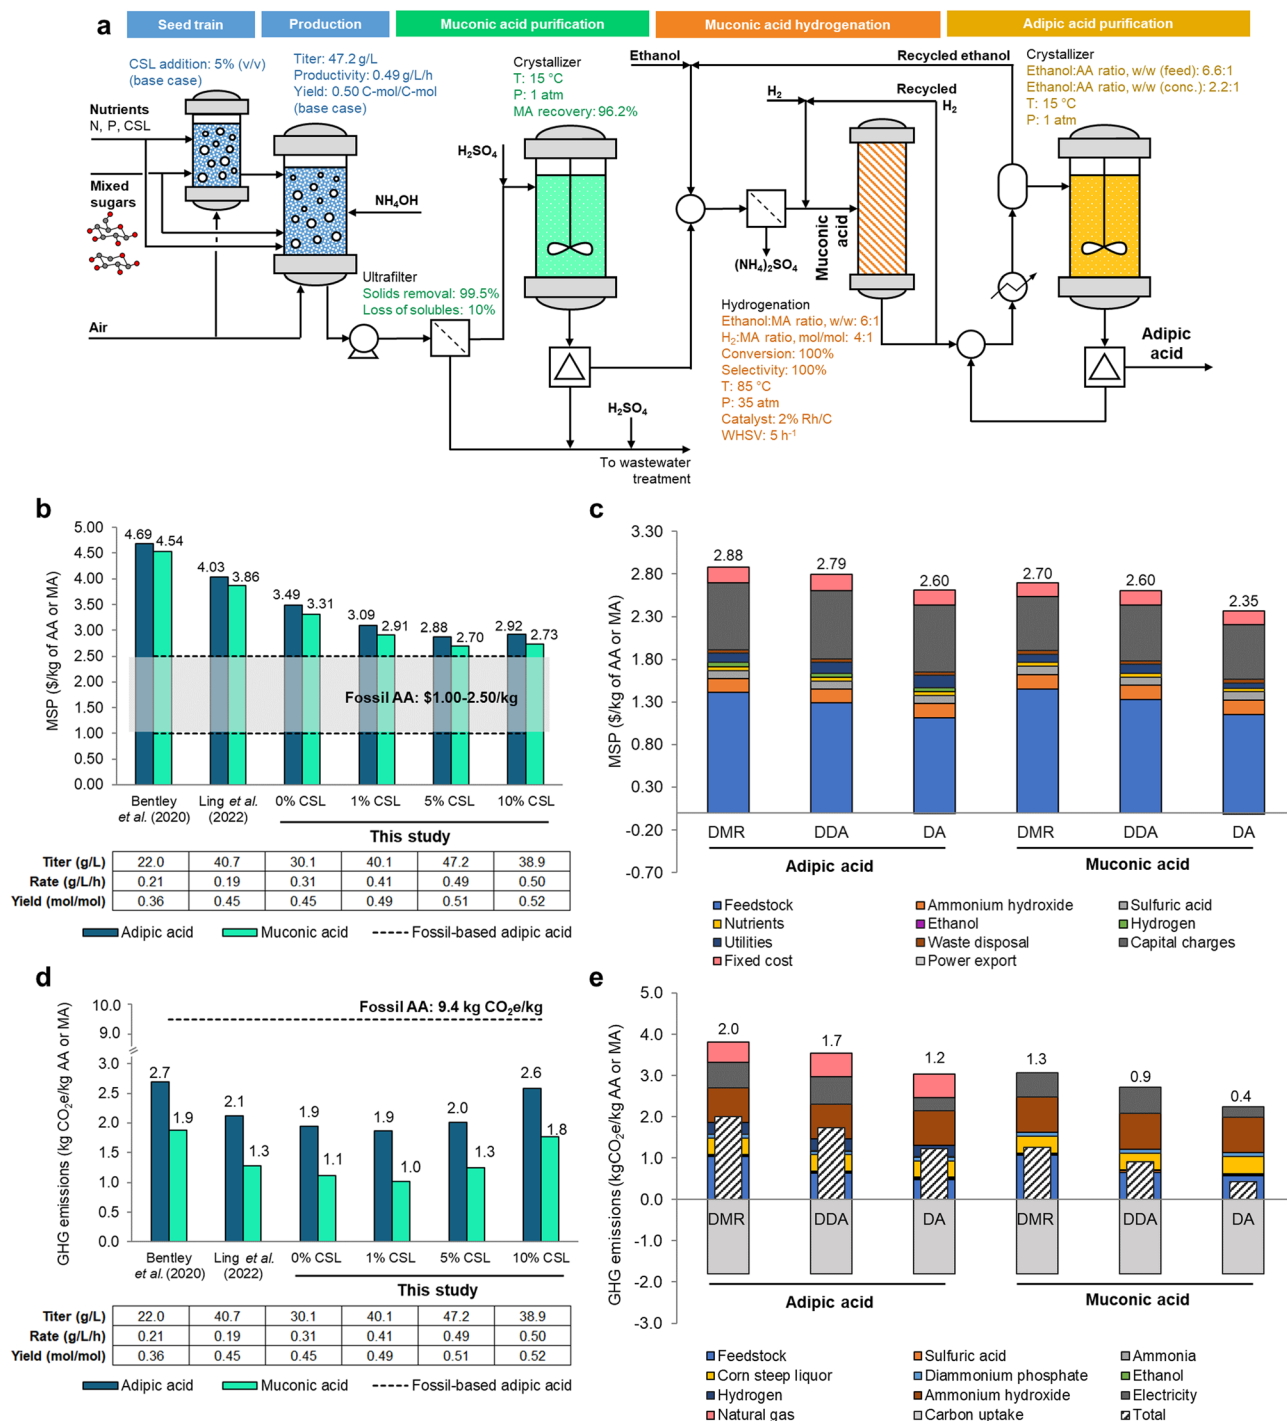 a
Seed train
Production
Muconic acid purification
Muconic acid hydrogenation
Adipic acid purification
CSL addition: 5% (v/v)
(base case)
Titer: 47.2 g/L
Productivity: 0.49 g/L/h
Yield: 0.50 C-mol/C-mol
(base case)
Crystallizer
T: 15 °C
P: 1 atm
MA recovery: 96.2%
Ethanol
Recycled ethanol
Crystallizer
Ethanol:AA ratio, w/w (feed): 6.6:1
Ethanol:AA ratio, w/w (conc.): 2.2:1
T: 15 °C
P: 1 atm
H₂
Recycled
H₂
Nutrients
N, P, CSL
H₂SO₄
Mixed
sugars
NH₄OH
Muconic
acid
(NH₄)₂SO₄
Ultrafilter
Solids removal: 99.5%
Loss of solubles: 10%
Air
Hydrogenation
Ethanol:MA ratio, w/w: 6:1
H₂:MA ratio, mol/mol: 4:1
Conversion: 100%
Selectivity: 100%
T: 85 °C
P: 35 atm
Catalyst: 2% Rh/C
WHSV: 5 h⁻¹
Adipic
acid
H₂SO₄
To wastewater
treatment
b
MSP ($/kg of AA or MA)
5.00
4.50
4.00
3.50
3.00
2.50
2.00
1.50
1.00
0.50
0.00
4.69
4.54
4.03
3.86
3.49
3.31
3.09
2.91
2.88
2.70
2.92
2.73
Fossil AA: $1.00-2.50/kg
Bentley
et al. (2020)
Ling et al.
(2022)
0% CSL
1% CSL
5% CSL
10% CSL
This study
Titer (g/L) 22.0 40.7 30.1 40.1 47.2 38.9
Rate (g/L/h) 0.21 0.19 0.31 0.41 0.49 0.50
Yield (mol/mol) 0.36 0.45 0.45 0.49 0.51 0.52
Adipic acid
Muconic acid
Fossil-based adipic acid
c
MSP ($/kg of AA or MA)
3.30
2.80
2.30
1.80
1.30
0.80
0.30
-0.20
-0.70
2.88
2.79
2.60
2.70
2.60
2.35
DMR
DDA
DA
DMR
DDA
DA
Adipic acid
Muconic acid
Feedstock
Ammonium hydroxide
Sulfuric acid
Nutrients
Ethanol
Hydrogen
Utilities
Waste disposal
Capital charges
Fixed cost
Power export
d
GHG emissions (kg CO₂e/kg AA or MA)
10.0
9.0
3.0
2.5
2.0
1.5
1.0
0.5
0.0
Fossil AA: 9.4 kg CO₂e/kg
2.7
1.9
2.1
1.3
1.9
1.1
1.9
1.0
2.0
1.3
2.6
1.8
Bentley
et al. (2020)
Ling et al.
(2022)
0% CSL
1% CSL
5% CSL
10% CSL
This study
Titer (g/L) 22.0 40.7 30.1 40.1 47.2 38.9
Rate (g/L/h) 0.21 0.19 0.31 0.41 0.49 0.50
Yield (mol/mol) 0.36 0.45 0.45 0.49 0.51 0.52
Adipic acid
Muconic acid
Fossil-based adipic acid
e
GHG emissions (kgCO₂e/kg AA or MA)
5.0
4.0
3.0
2.0
1.0
0.0
-1.0
-2.0
-3.0
2.0
1.7
1.2
1.3
0.9
0.4
DMR
DDA
DA
DMR
DDA
DA
Adipic acid
Muconic acid
Feedstock
Sulfuric acid
Ammonia
Corn steep liquor
Diammonium phosphate
Ethanol
Hydrogen
Ammonium hydroxide
Electricity
Natural gas
Carbon uptake
Total